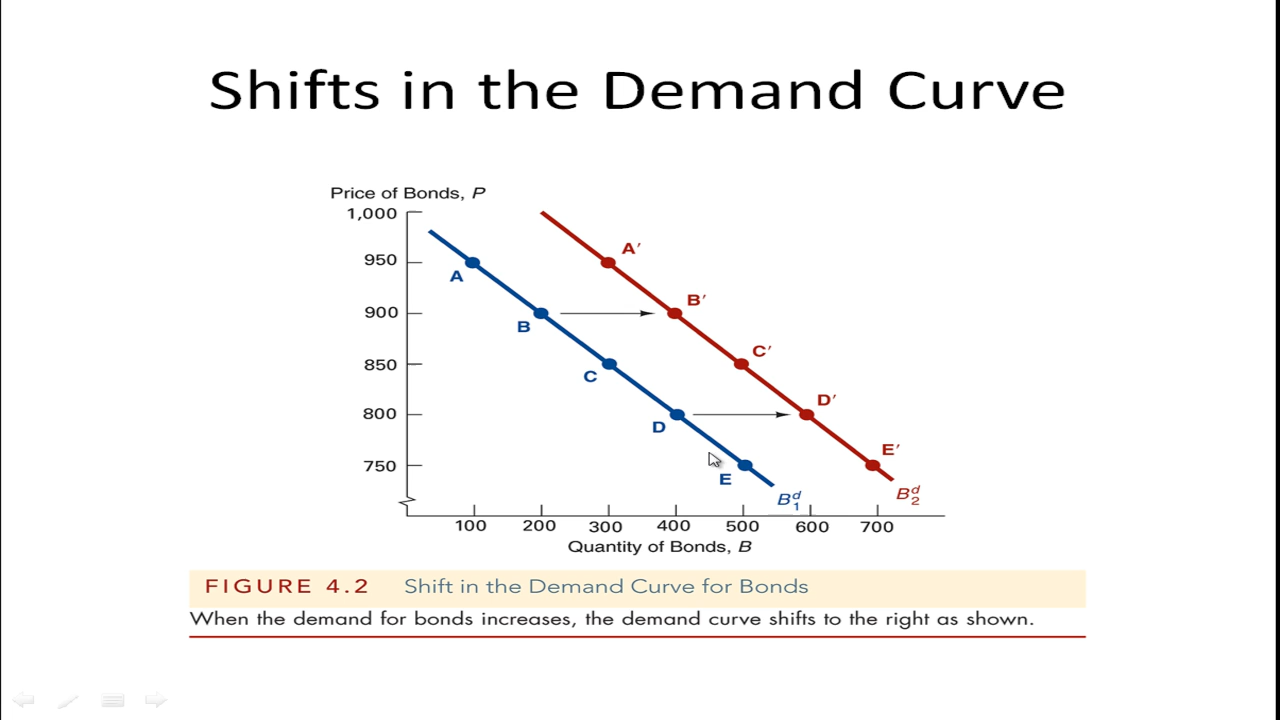 Shifts in the Demand Curve
Price of Bonds, P
1,000
950
900
850
800
750
A
B
C
D
E
A′
B′
C′
D′
E′
B₁ᵈ
B₂ᵈ
100 200 300 400 500 600 700
Quantity of Bonds, B
FIGURE 4.2 Shift in the Demand Curve for Bonds
When the demand for bonds increases, the demand curve shifts to the right as shown.